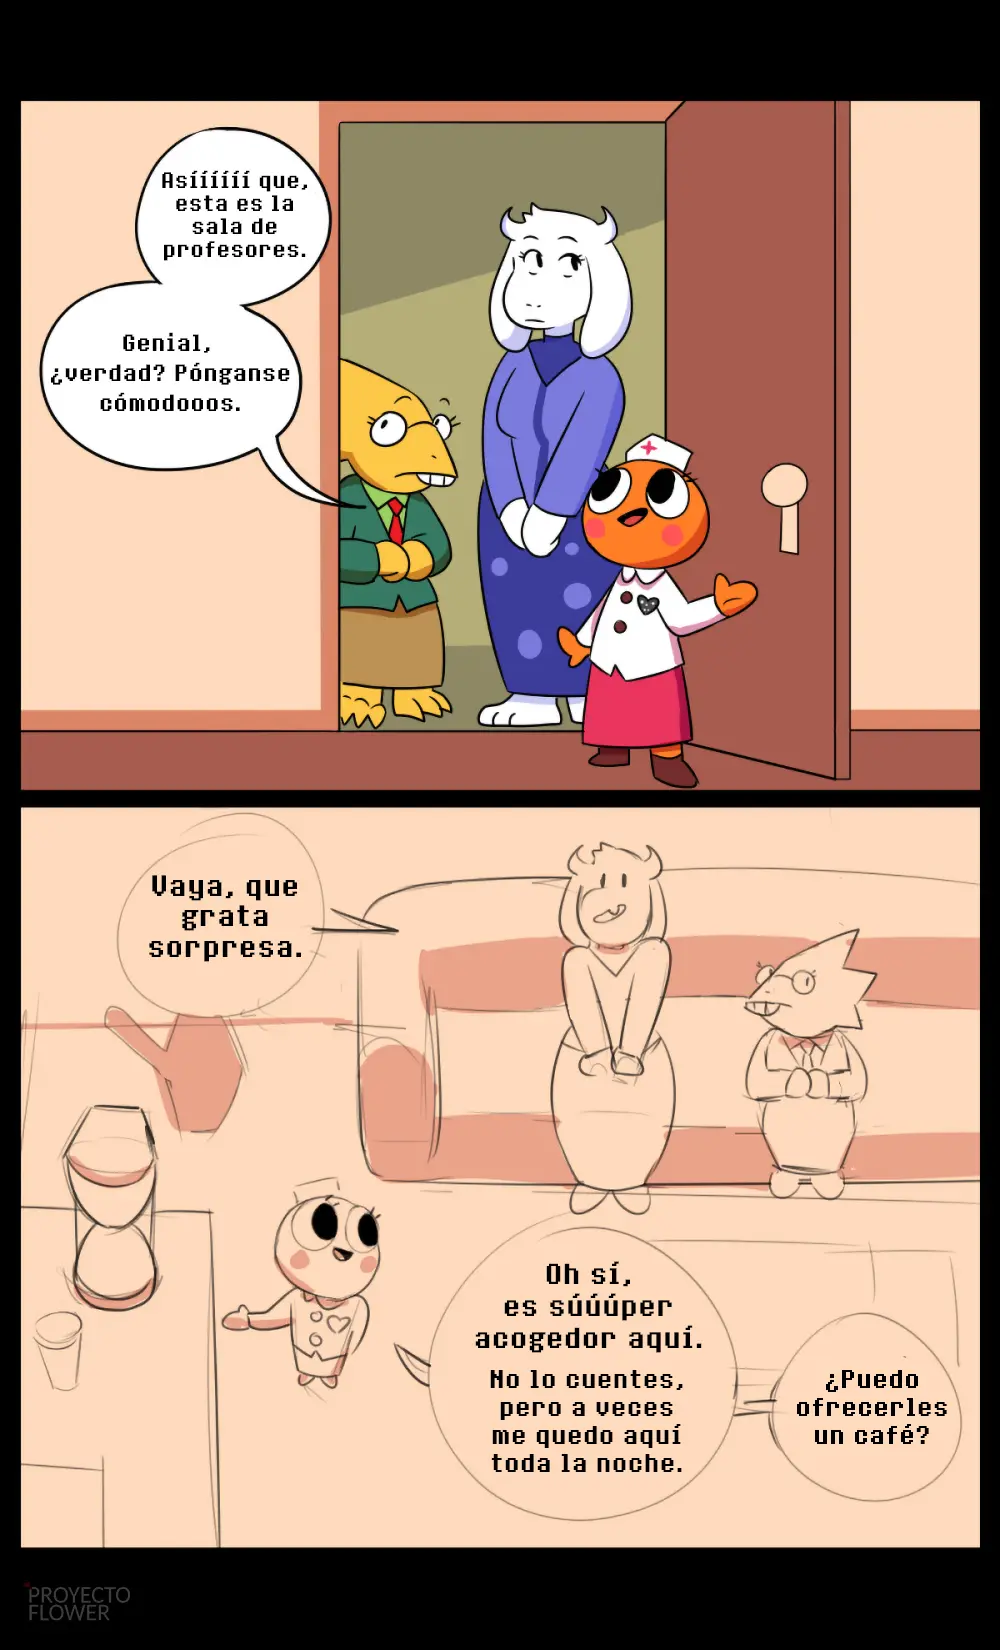 Asíííííí que,
esta es la
sala de
profesores.
Genial,
¿verdad? Pónganse
cómodooos.
Vaya, que
grata
sorpresa.
Oh sí,
es súúúper
acogedor aquí.
No lo cuentes,
pero a veces
me quedo aquí
toda la noche.
¿Puedo
ofrecerles
un café?
PROYECTO
FLOWER